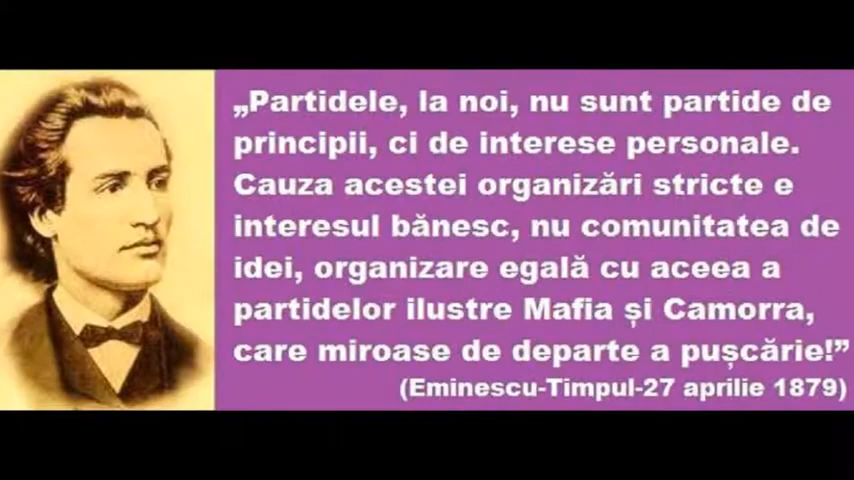 „Partidele, la noi, nu sunt partide de
principii, ci de interese personale.
Cauza acestei organizări stricte e
interesul bănesc, nu comunitatea de
idei, organizare egală cu aceea a
partidelor ilustre Mafia și Camorra,
care miroase de departe a pușcărie!”
(Eminescu-Timpul-27 aprilie 1879)